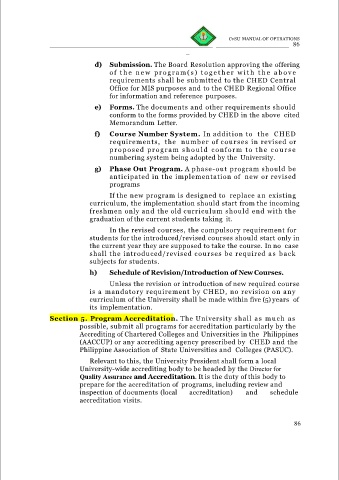 CvSU MANUAL OF OPERATIONS
86
d) Submission. The Board Resolution approving the offering
of the new program(s) together with the above
requirements shall be submitted to the CHED Central
Office for MIS purposes and to the CHED Regional Office
for information and reference purposes.
e) Forms. The documents and other requirements should
conform to the forms provided by CHED in the above cited
Memorandum Letter.
f) Course Number System. In addition to the CHED
requirements, the number of courses in revised or
proposed program should conform to the course
numbering system being adopted by the University.
g) Phase Out Program. A phase-out program should be
anticipated in the implementation of new or revised
programs
If the new program is designed to replace an existing
curriculum, the implementation should start from the incoming
freshmen only and the old curriculum should end with the
graduation of the current students taking it.
In the revised courses, the compulsory requirement for
students for the introduced/revised courses should start only in
the current year they are supposed to take the course. In no case
shall the introduced/revised courses be required as back
subjects for students.
h) Schedule of Revision/Introduction of New Courses.
Unless the revision or introduction of new required course
is a mandatory requirement by CHED, no revision on any
curriculum of the University shall be made within five (5) years of
its implementation.
Section 5. Program Accreditation. The University shall as much as
possible, submit all programs for accreditation particularly by the
Accrediting of Chartered Colleges and Universities in the Philippines
(AACCUP) or any accrediting agency prescribed by CHED and the
Philippine Association of State Universities and Colleges (PASUC).
Relevant to this, the University President shall form a local
University-wide accrediting body to be headed by the Director for
Quality Assurance and Accreditation. It is the duty of this body to
prepare for the accreditation of programs, including review and
inspection of documents (local accreditation) and schedule
accreditation visits.
86